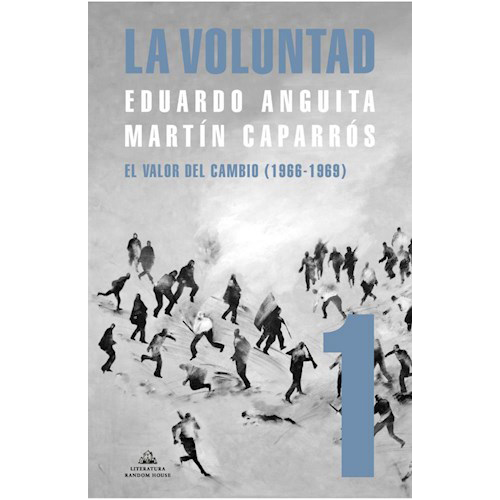 LA VOLUNTAD
EDUARDO ANGUITA
MARTÍN CAPARRÓS
EL VALOR DEL CAMBIO (1966-1969)
1
LITERATURA
RANDOM HOUSE